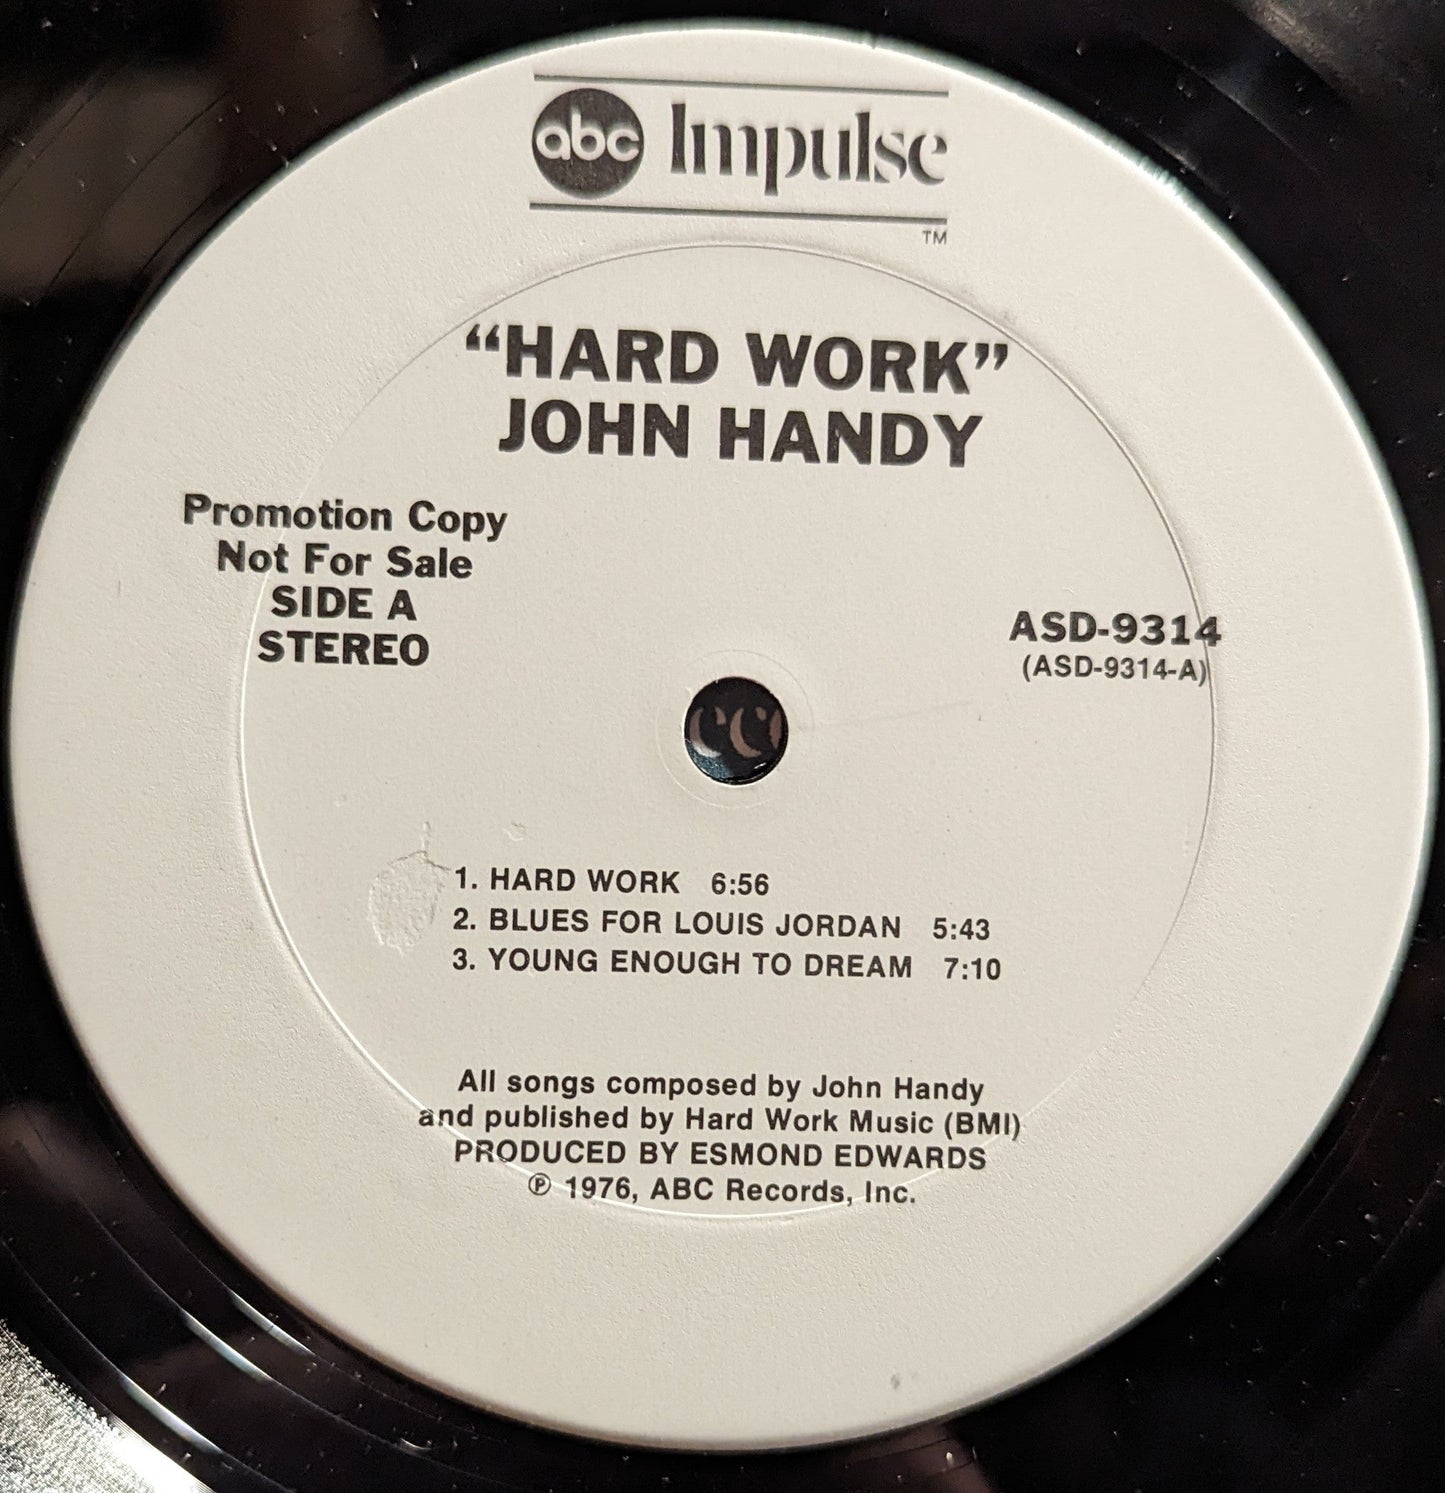 abc Impulse
TM
“HARD WORK”
JOHN HANDY
Promotion Copy
Not For Sale
SIDE A
STEREO
ASD-9314
(ASD-9314-A)
1. HARD WORK 6:56
2. BLUES FOR LOUIS JORDAN 5:43
3. YOUNG ENOUGH TO DREAM 7:10
All songs composed by John Handy
and published by Hard Work Music (BMI)
PRODUCED BY ESMOND EDWARDS
℗ 1976, ABC Records, Inc.